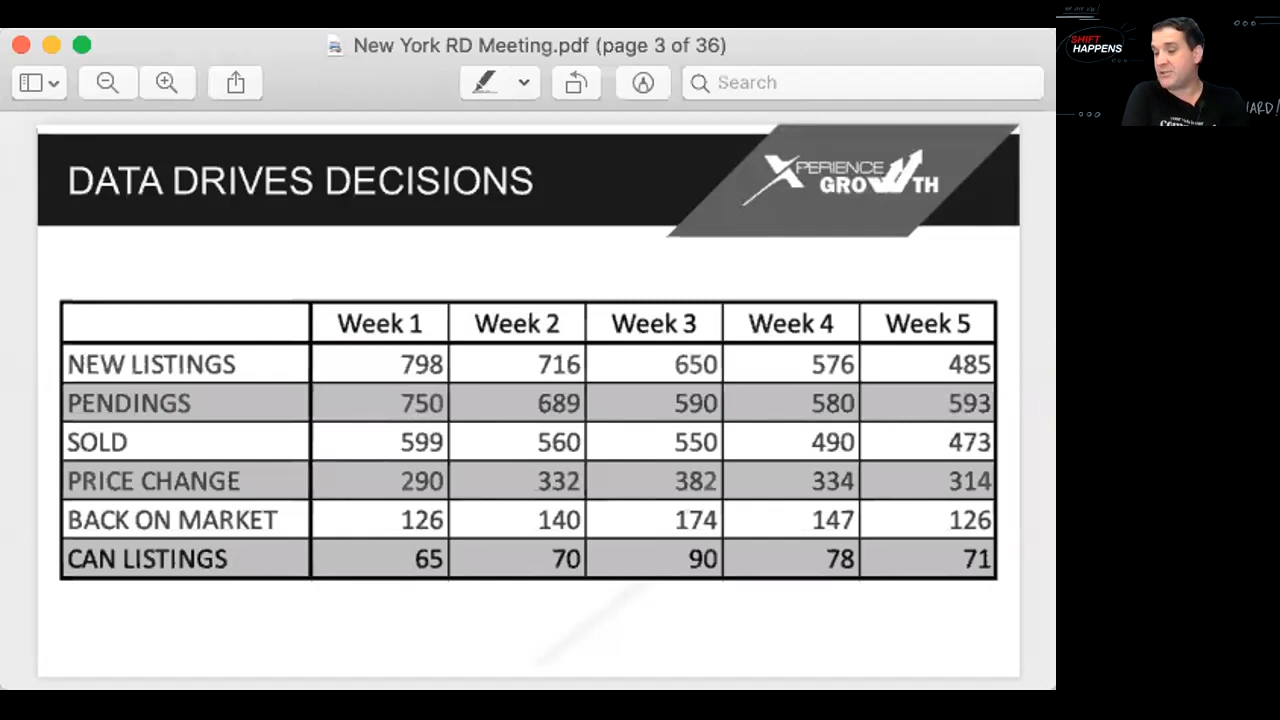 New York RD Meeting.pdf (page 3 of 36)
Search
SHIFT
HAPPENS
DATA DRIVES DECISIONS
XPERIENCE
GROWTH
Week 1 Week 2 Week 3 Week 4 Week 5
NEW LISTINGS 798 716 650 576 485
PENDINGS 750 689 590 580 593
SOLD 599 560 550 490 473
PRICE CHANGE 290 332 382 334 314
BACK ON MARKET 126 140 174 147 126
CAN LISTINGS 65 70 90 78 71